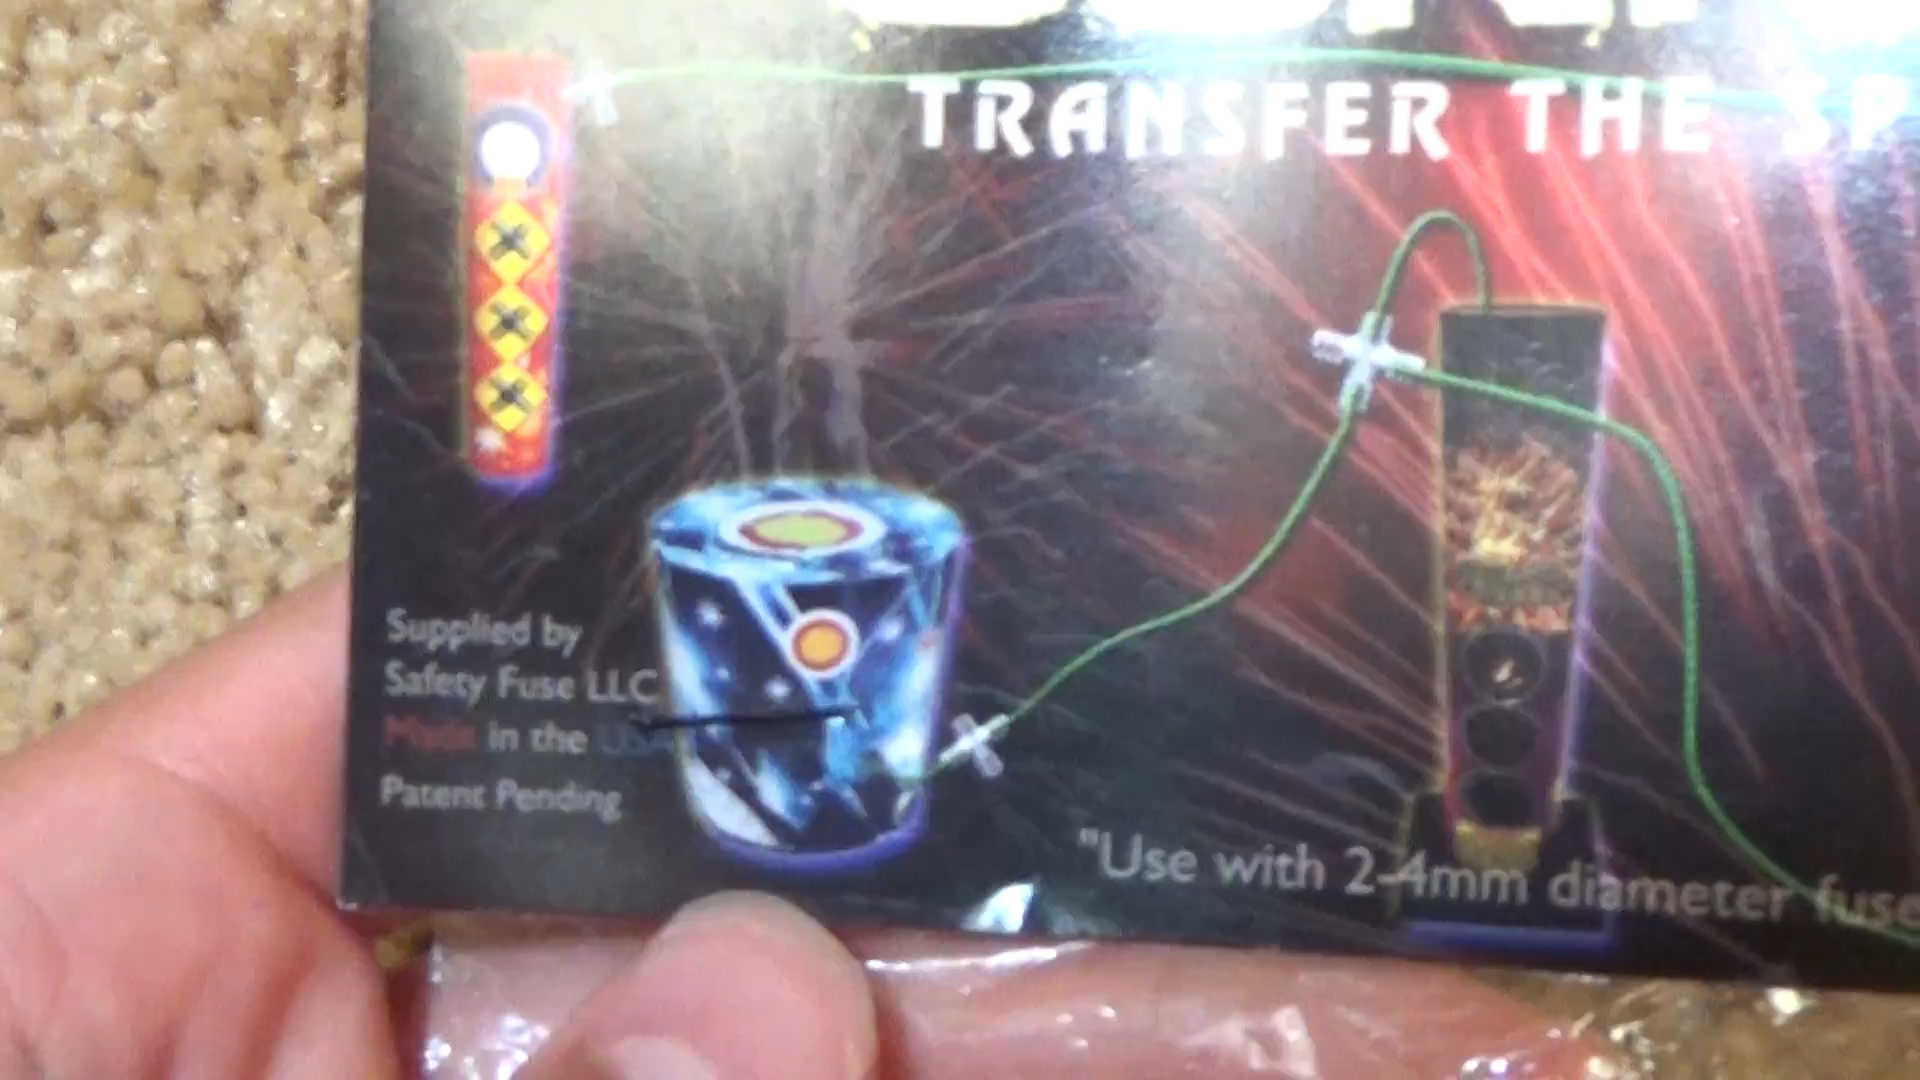 TRANSFER THE SP
Supplied by
Safety Fuse LLC
Made in the USA
Patent Pending
"Use with 2-4mm diameter fuse